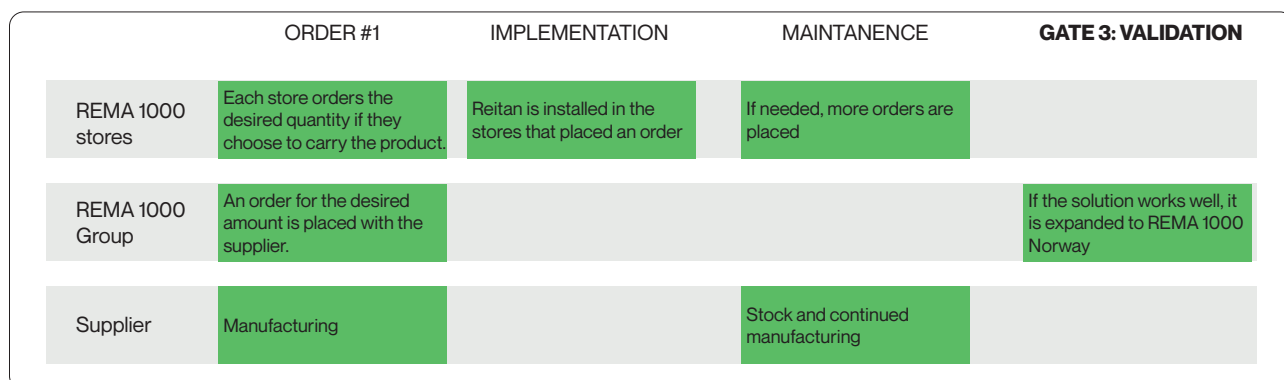 ORDER #1 IMPLEMENTATION MAINTANENCE GATE 3: VALIDATION
REMA 1000
stores
Each store orders the
desired quantity if they
choose to carry the product.
Reitan is installed in the
stores that placed an order
If needed, more orders are
placed
REMA 1000
Group
An order for the desired
amount is placed with the
supplier.
If the solution works well, it
is expanded to REMA 1000
Norway
Supplier
Manufacturing
Stock and continued
manufacturing